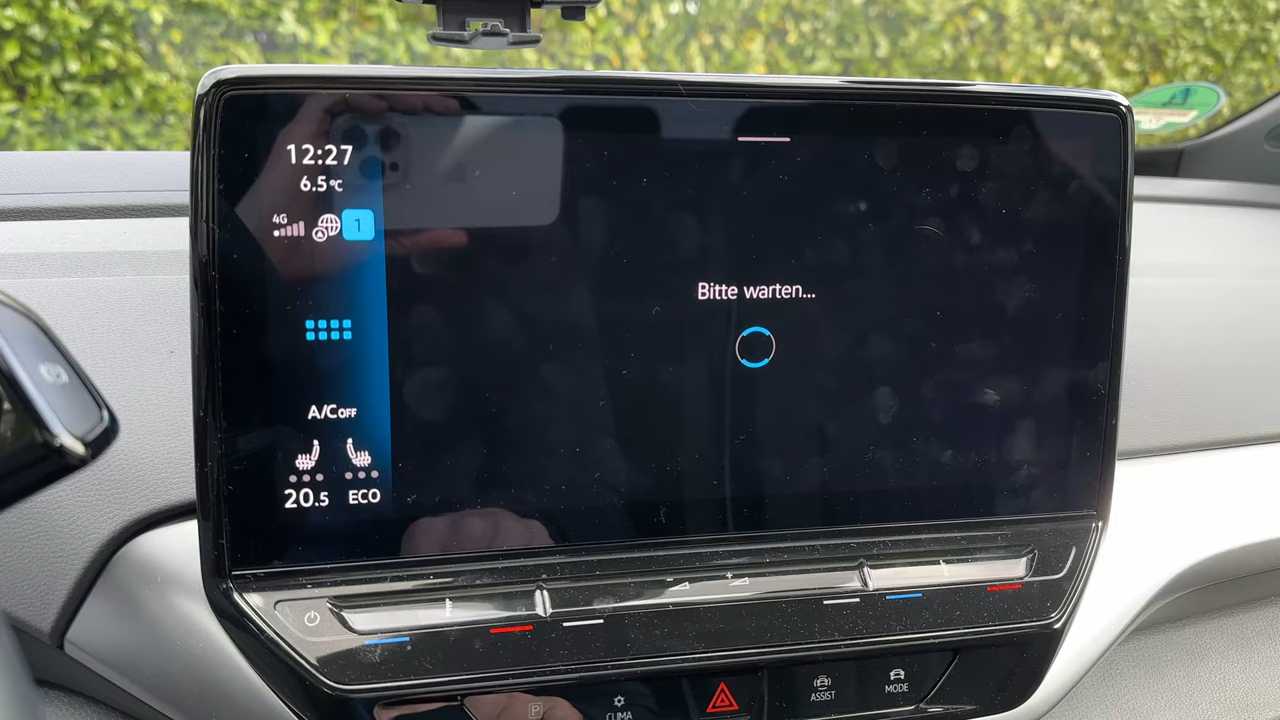 12:27
6.5°C
4G
1
Bitte warten...
A/C OFF
20.5 ECO
P
CLIMA
ASSIST
MODE